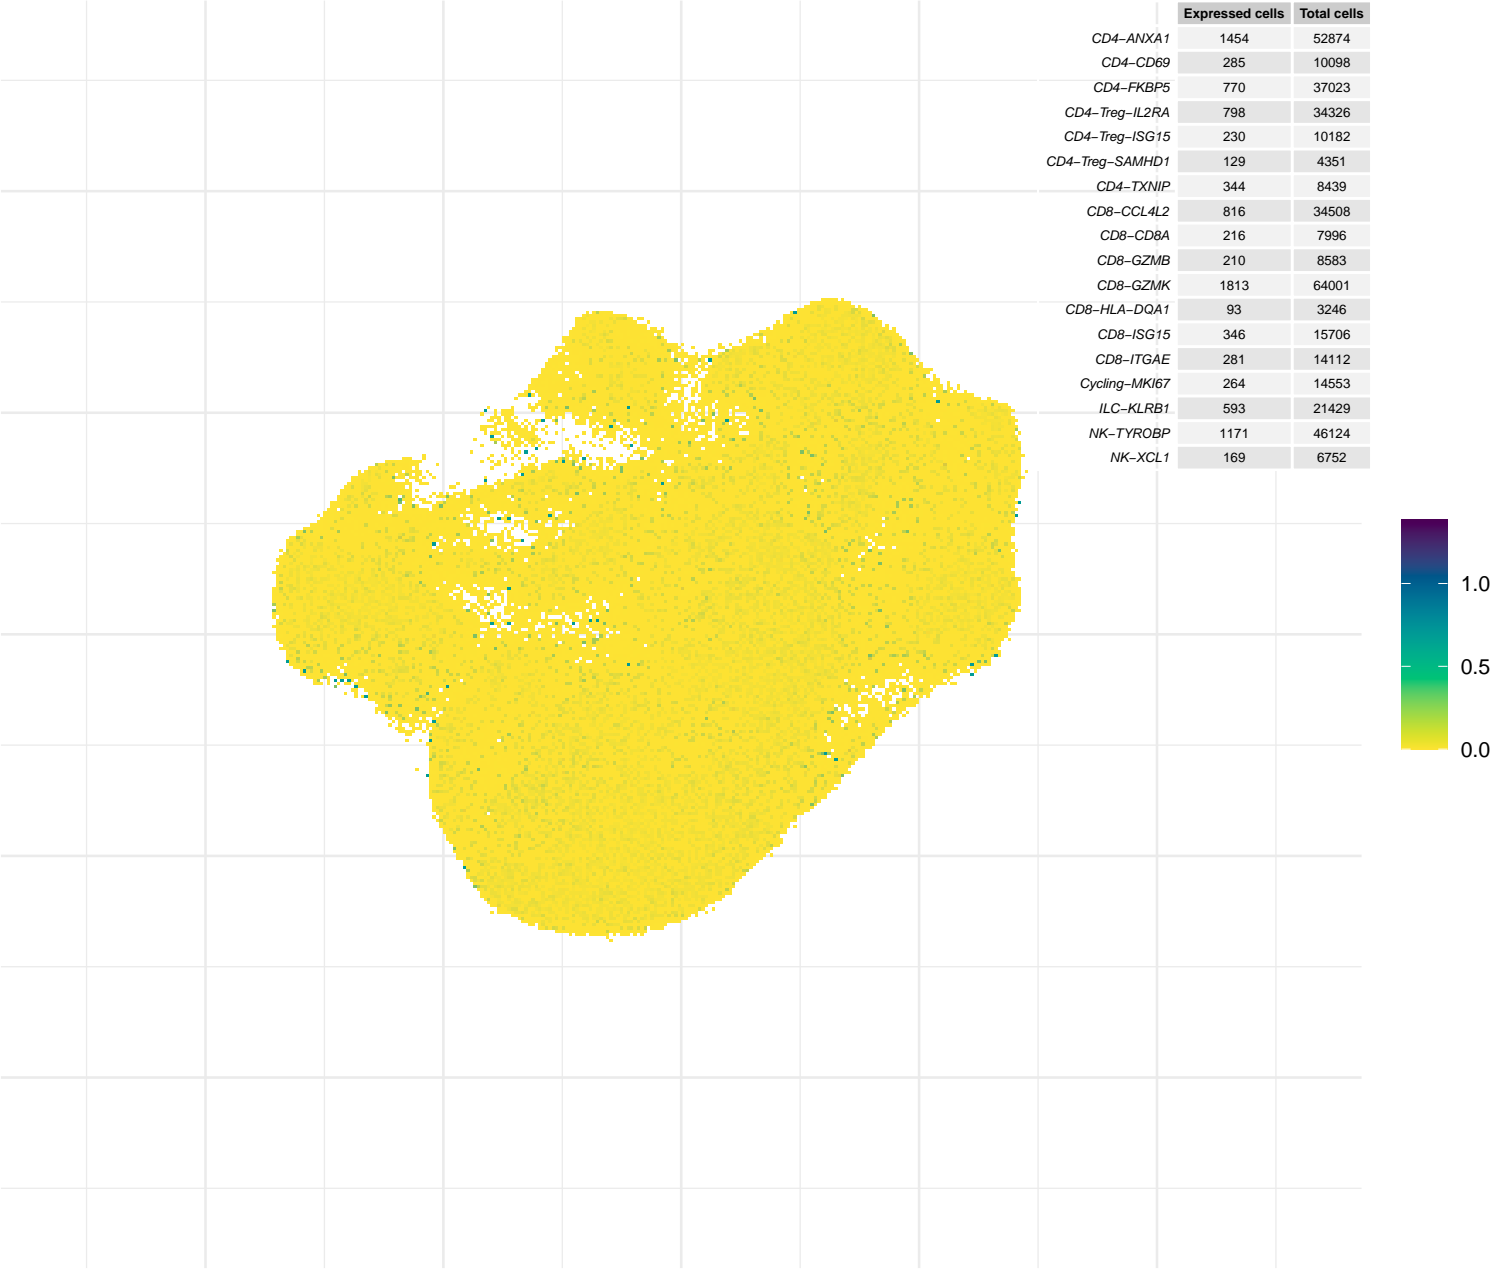 Expressed cells Total cells
CD4−ANXA1 1454 52874
CD4−CD69 285 10098
CD4−FKBP5 770 37023
CD4−Treg−IL2RA 798 34326
CD4−Treg−ISG15 230 10182
CD4−Treg−SAMHD1 129 4351
CD4−TXNIP 344 8439
CD8−CCL4L2 816 34508
CD8−CD8A 216 7996
CD8−GZMB 210 8583
CD8−GZMK 1813 64001
CD8−HLA−DQA1 93 3246
CD8−ISG15 346 15706
CD8−ITGAE 281 14112
Cycling−MKI67 264 14553
ILC−KLRB1 593 21429
NK−TYROBP 1171 46124
NK−XCL1 169 6752
1.0
0.5
0.0